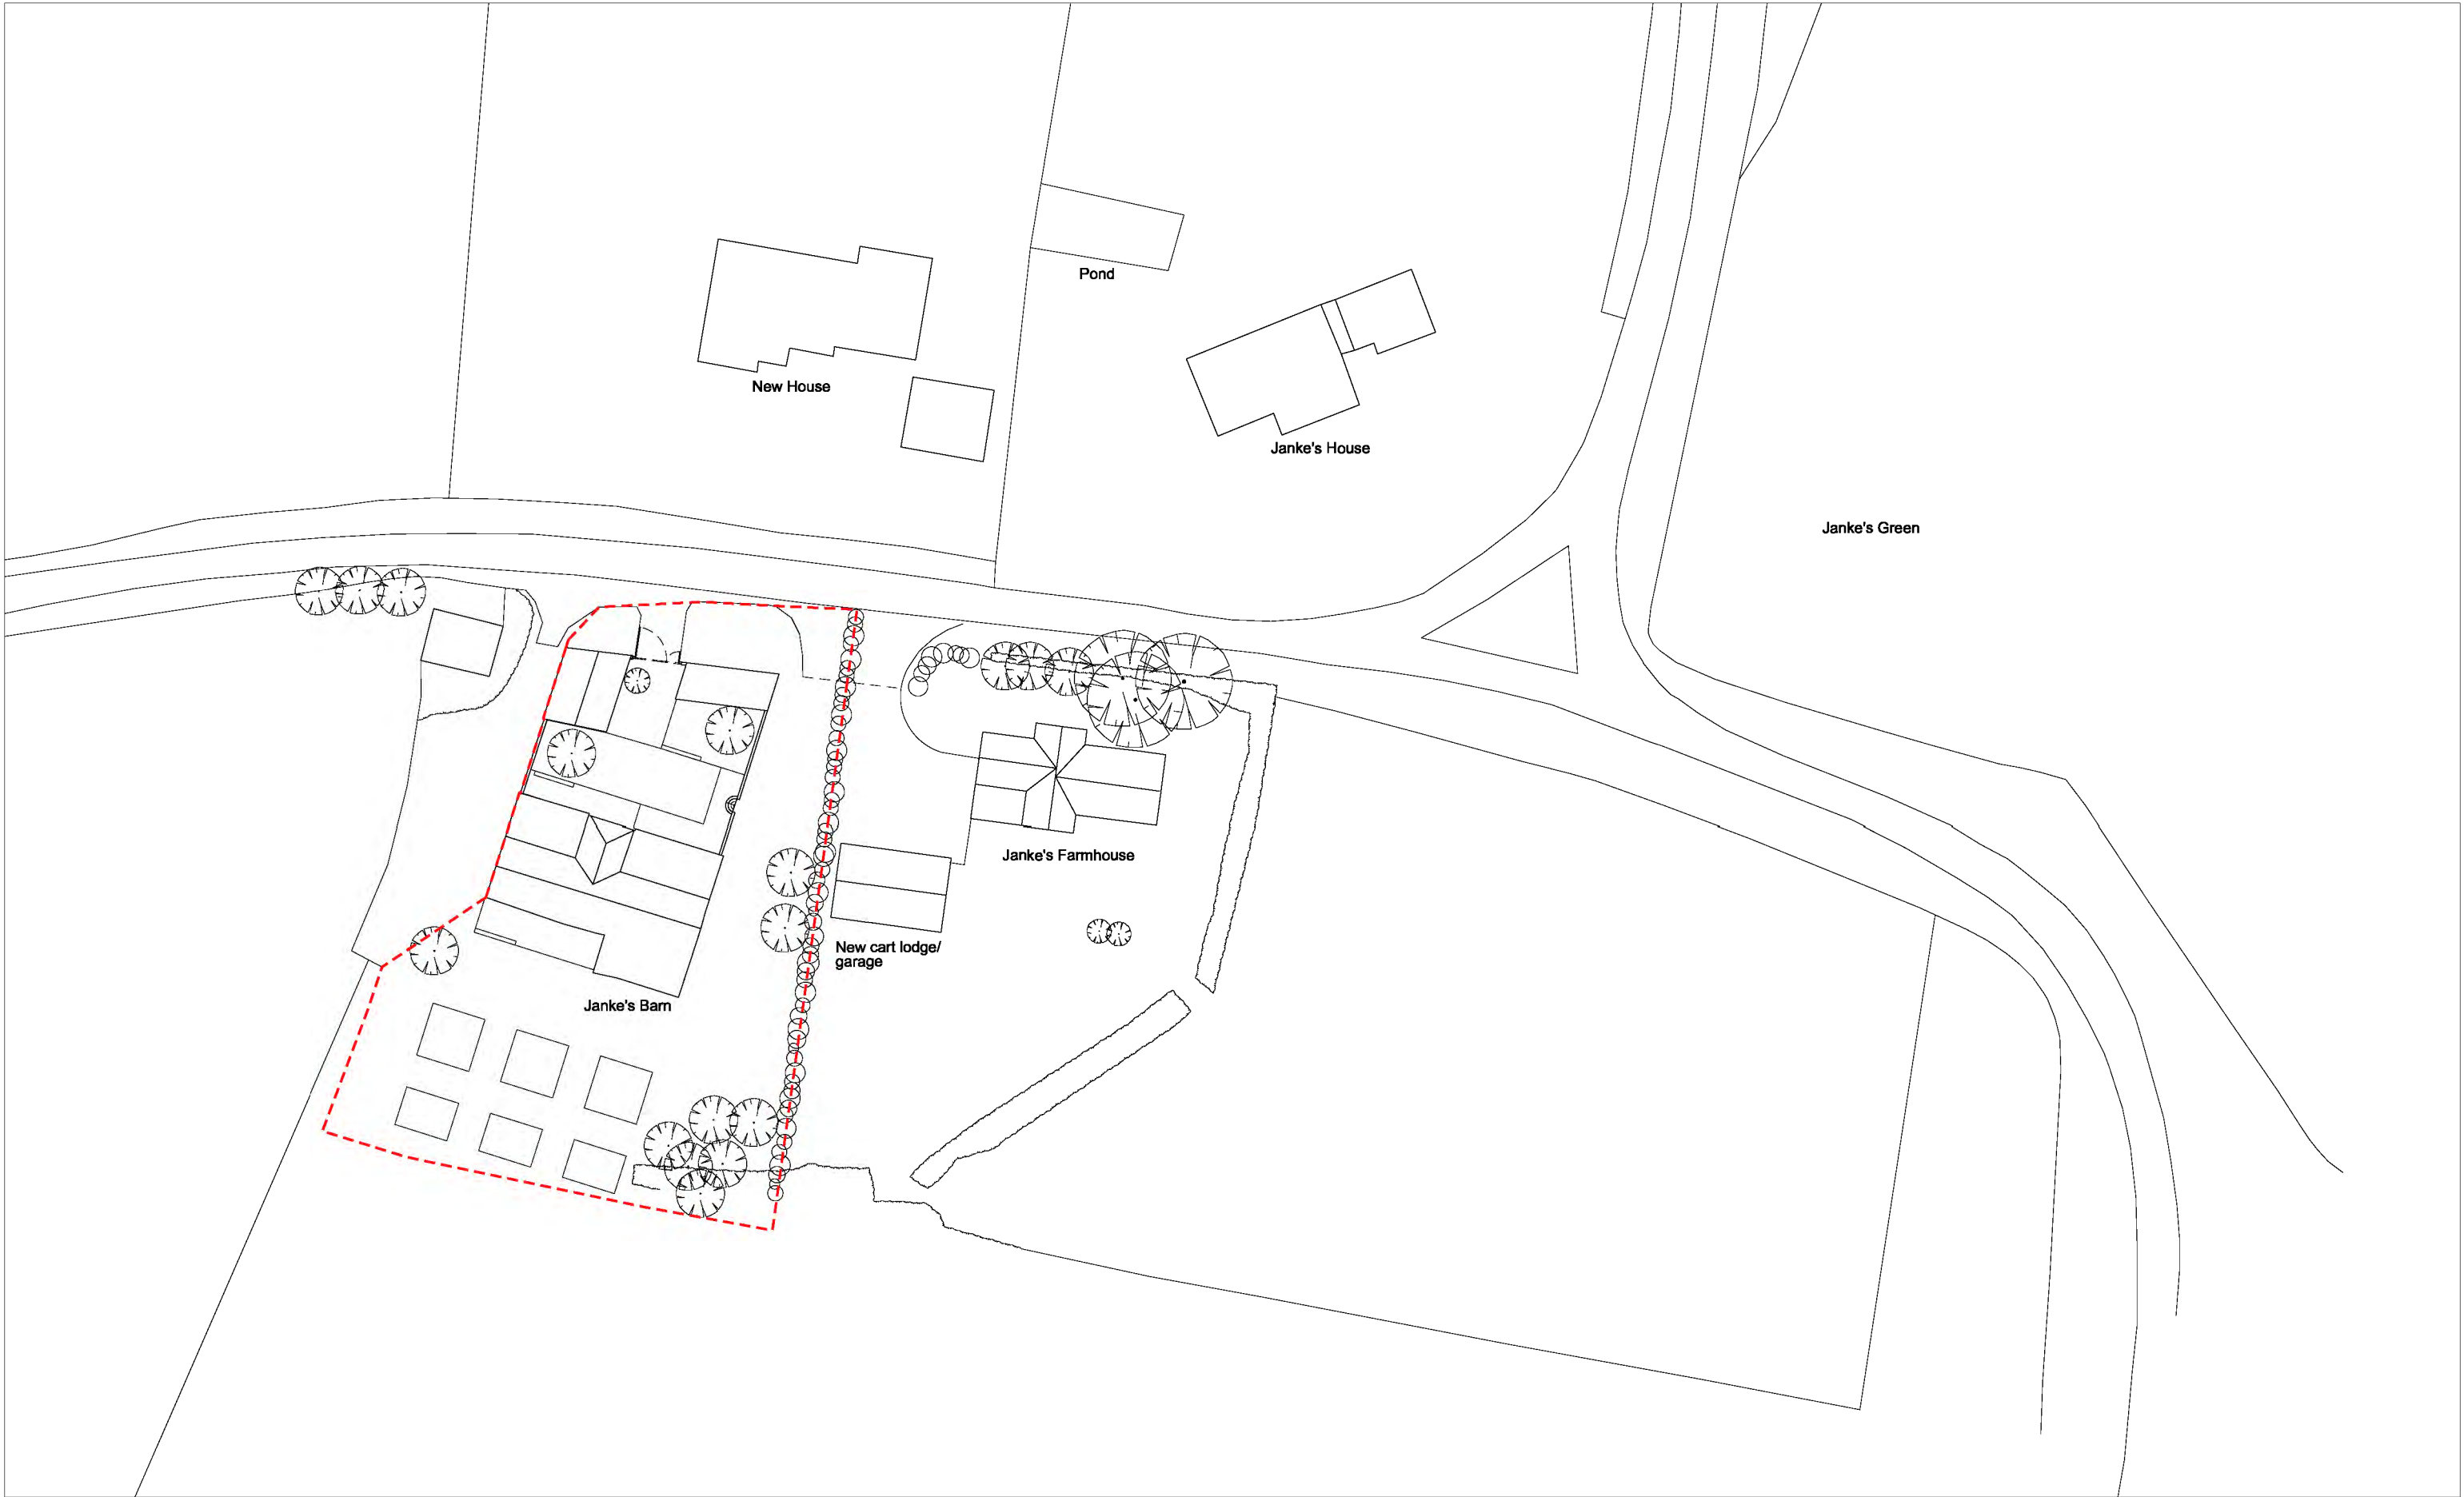 Pond
New House
Janke's House
Janke's Green
Janke's Farmhouse
New cart lodge/
garage
Janke's Barn